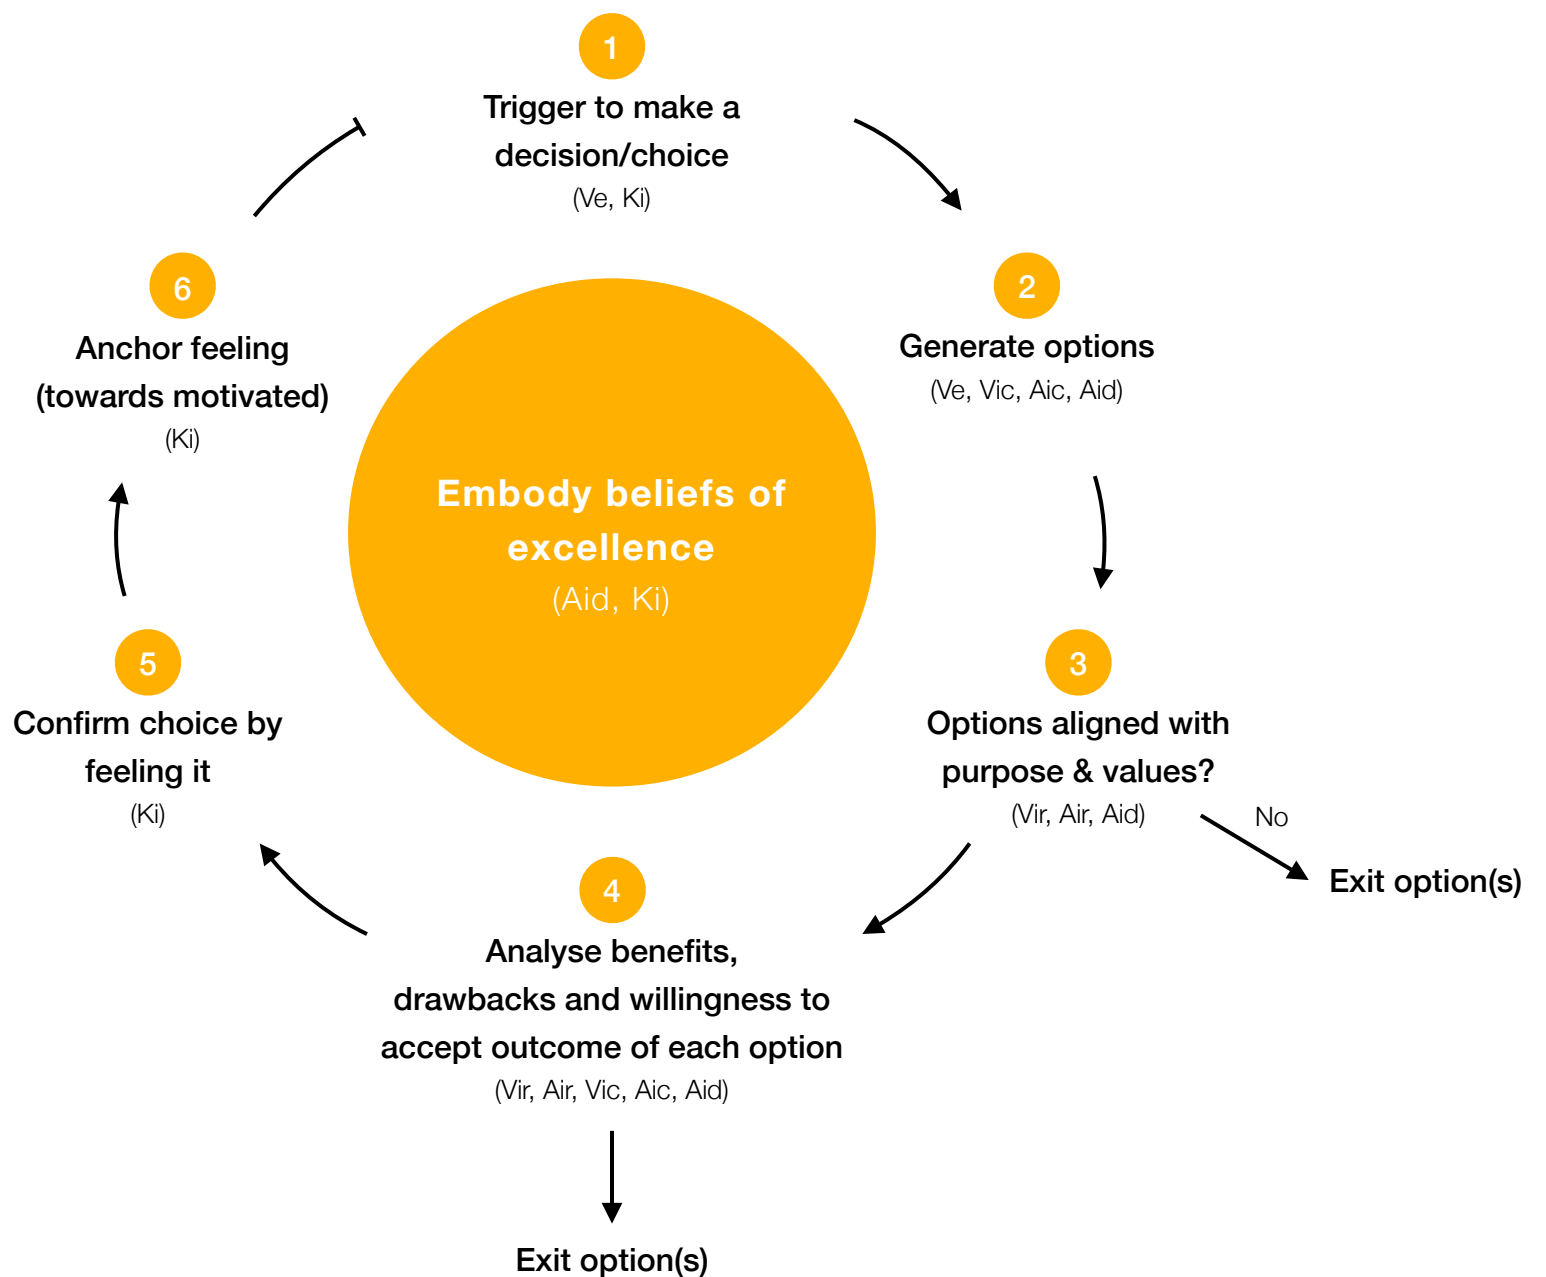 1
Trigger to make a
decision/choice
(Ve, Ki)
2
Generate options
(Ve, Vic, Aic, Aid)
3
Options aligned with
purpose & values?
(Vir, Air, Aid)
No
Exit option(s)
4
Analyse benefits,
drawbacks and willingness to
accept outcome of each option
(Vir, Air, Vic, Aic, Aid)
Exit option(s)
5
Confirm choice by
feeling it
(Ki)
6
Anchor feeling
(towards motivated)
(Ki)
Embody beliefs of
excellence
(Aid, Ki)